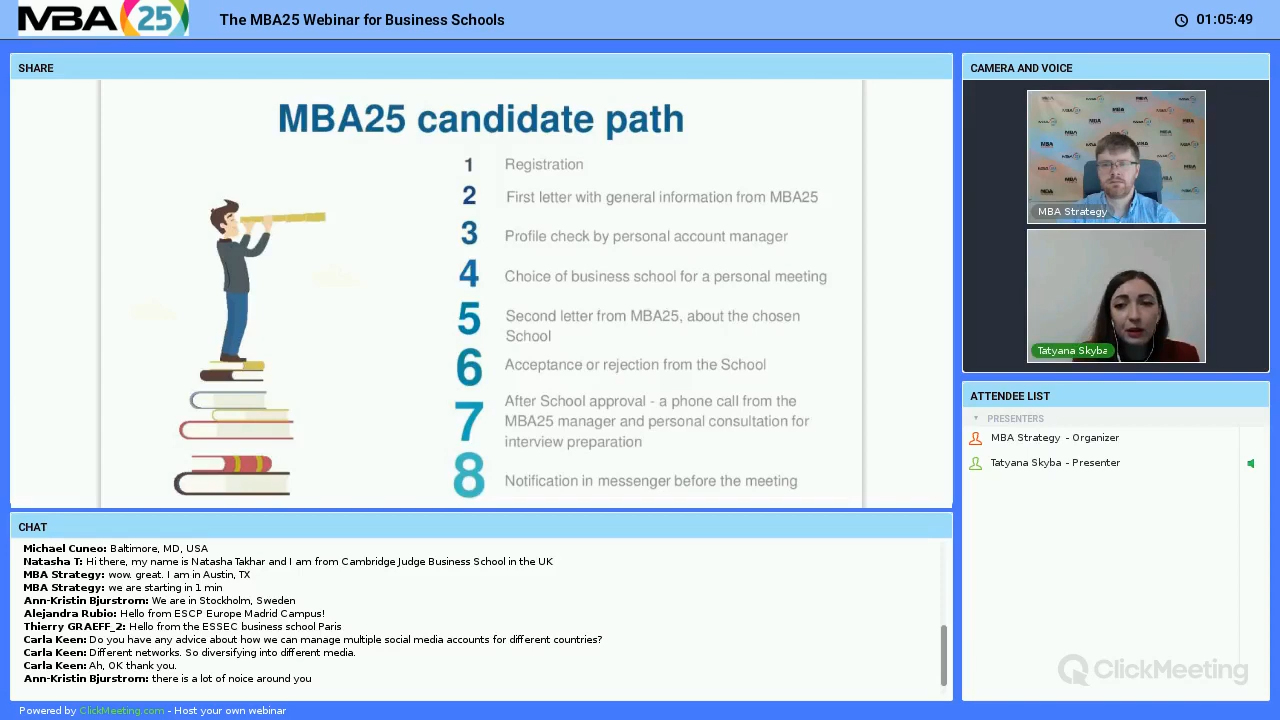 MBA 25
The MBA25 Webinar for Business Schools
01:05:49
SHARE
MBA25 candidate path
1 Registration
2 First letter with general information from MBA25
3 Profile check by personal account manager
4 Choice of business school for a personal meeting
5 Second letter from MBA25, about the chosen
School
6 Acceptance or rejection from the School
7 After School approval - a phone call from the
MBA25 manager and personal consultation for
interview preparation
8 Notification in messenger before the meeting
CAMERA AND VOICE
MBA Strategy
Tatyana Skyba
ATTENDEE LIST
PRESENTERS
MBA Strategy - Organizer
Tatyana Skyba - Presenter
CHAT
Michael Cuneo: Baltimore, MD, USA
Natasha T: Hi there, my name is Natasha Takhar and I am from Cambridge Judge Business School in the UK
MBA Strategy: wow. great. I am in Austin, TX
MBA Strategy: we are starting in 1 min
Ann-Kristin Bjurstrom: We are in Stockholm, Sweden
Alejandra Rubio: Hello from ESCP Europe Madrid Campus!
Thierry GRAEFF_2: Hello from the ESSEC business school Paris
Carla Keen: Do you have any advice about how we can manage multiple social media accounts for different countries?
Carla Keen: Different networks. So diversifying into different media.
Carla Keen: Ah, OK thank you.
Ann-Kristin Bjurstrom: there is a lot of noice around you
ClickMeeting
Powered by ClickMeeting.com - Host your own webinar